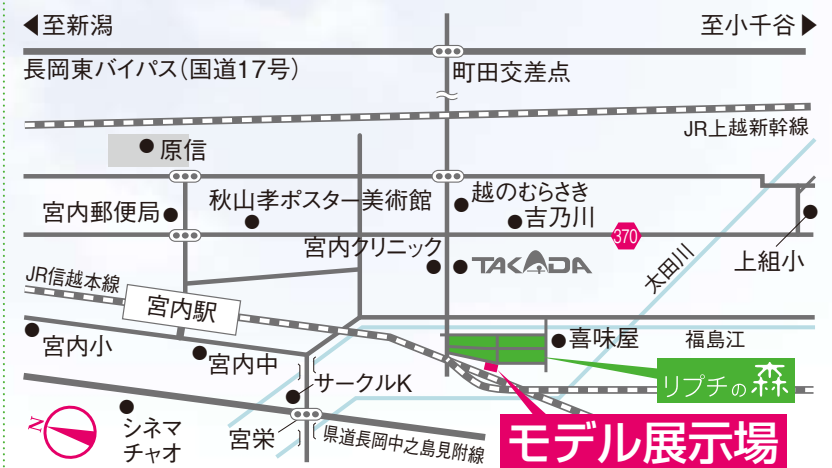 ◀至新潟
至小千谷▶
長岡東バイパス(国道17号)
町田交差点
JR上越新幹線
原信
越のむらさき
秋山孝ポスター美術館
宮内郵便局
吉乃川
370
宮内クリニック
上組小
TAKADA
太田川
JR信越本線
宮内駅
宮内小
喜味屋
福島江
宮内中
サークルK
リプチの森
N
シネマ
チャオ
宮栄
県道長岡中之島見附線
モデル展示場